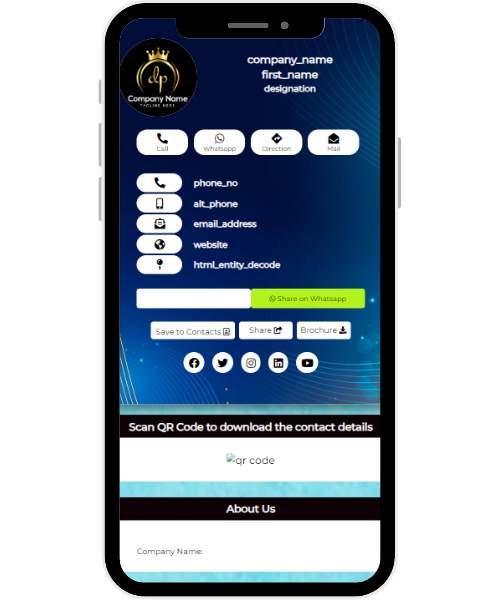 company_name
first_name
designation
dp
Company Name
TAGLINE HERE
Call
Whatsapp
Direction
Mail
phone_no
alt_phone
email_address
website
html_entity_decode
Share on Whatsapp
Save to Contacts
Share
Brochure
Scan QR Code to download the contact details
qr code
About Us
Company Name: